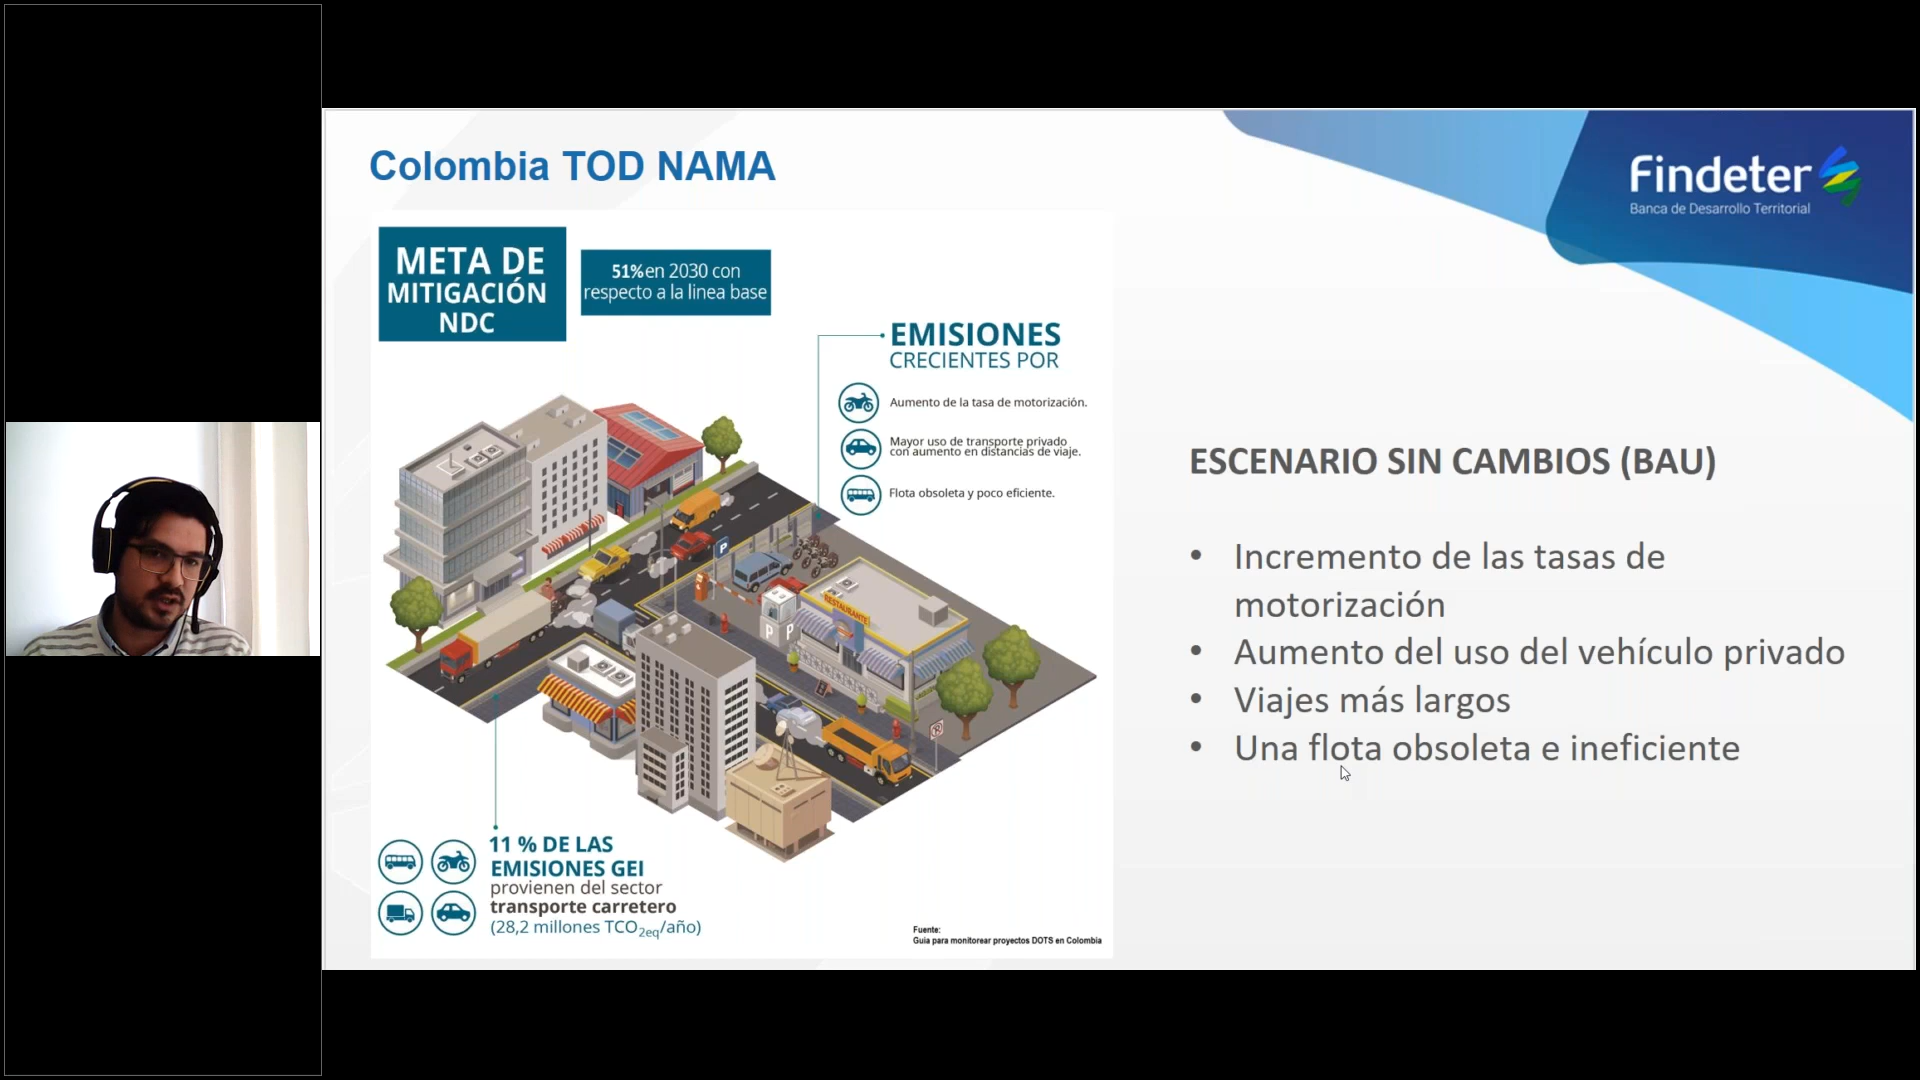 Colombia TOD NAMA
Findeter
Banca de Desarrollo Territorial
META DE
MITIGACIÓN
NDC
51% en 2030 con
respecto a la linea base
EMISIONES
CRECIENTES POR
Aumento de la tasa de motorización.
Mayor uso de transporte privado
con aumento en distancias de viaje.
Flota obsoleta y poco eficiente.
P
RESTAURANTE
P P
11 % DE LAS
EMISIONES GEI
provienen del sector
transporte carretero
(28,2 millones TCO2eq/año)
Fuente:
Guia para monitorear proyectos DOTS en Colombia
ESCENARIO SIN CAMBIOS (BAU)
• Incremento de las tasas de
motorización
• Aumento del uso del vehículo privado
• Viajes más largos
• Una flota obsoleta e ineficiente